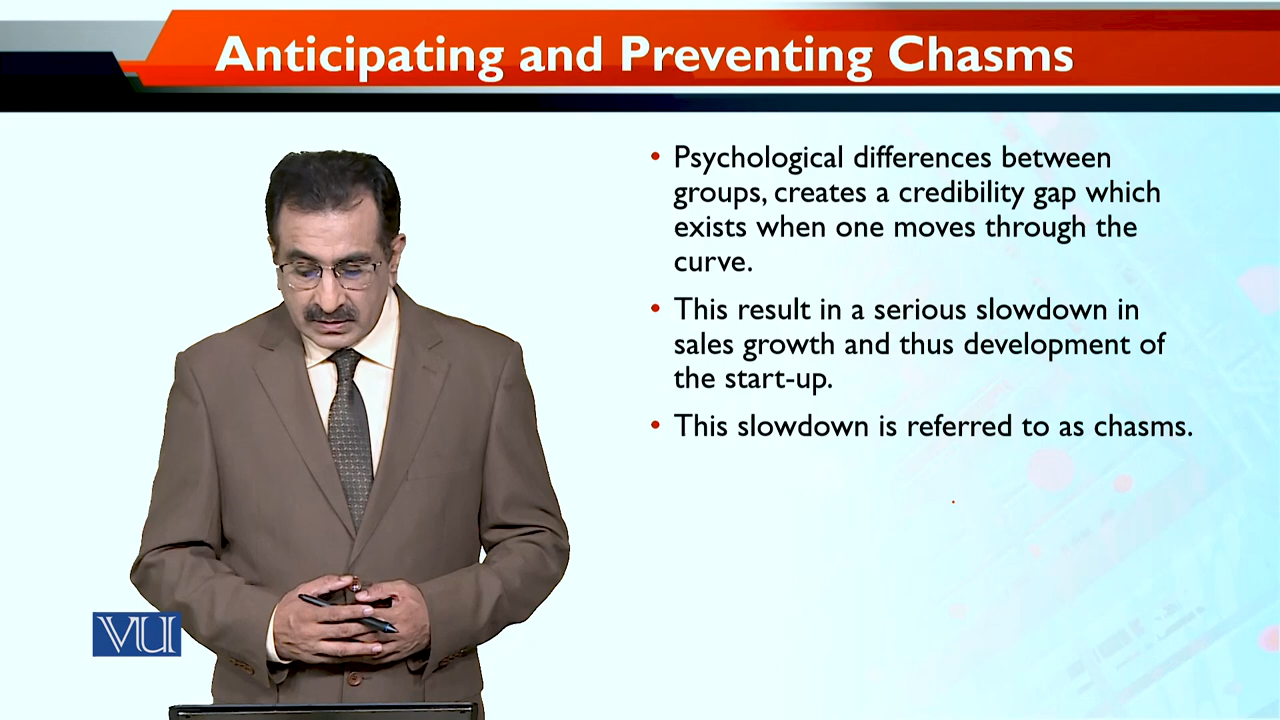 Anticipating and Preventing Chasms
• Psychological differences between
groups, creates a credibility gap which
exists when one moves through the
curve.
• This result in a serious slowdown in
sales growth and thus development of
the start-up.
• This slowdown is referred to as chasms.
VU